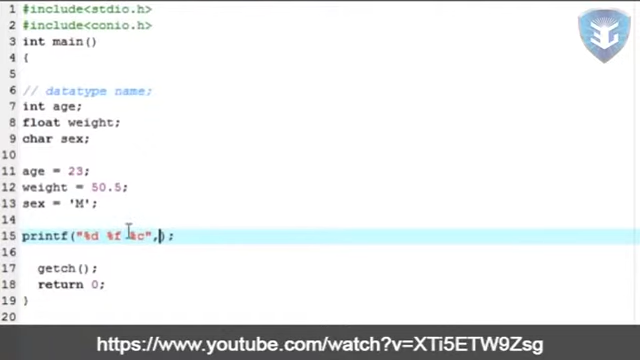 1 #include<stdio.h>
2 #include<conio.h>
3 int main()
4 {
5
6 // datatype name;
7 int age;
8 float weight;
9 char sex;
10
11 age = 23;
12 weight = 50.5;
13 sex = 'M';
14
15 printf("%d %f %c",);
16
17 getch();
18 return 0;
19 }
20
https://www.youtube.com/watch?v=XTi5ETW9Zsg